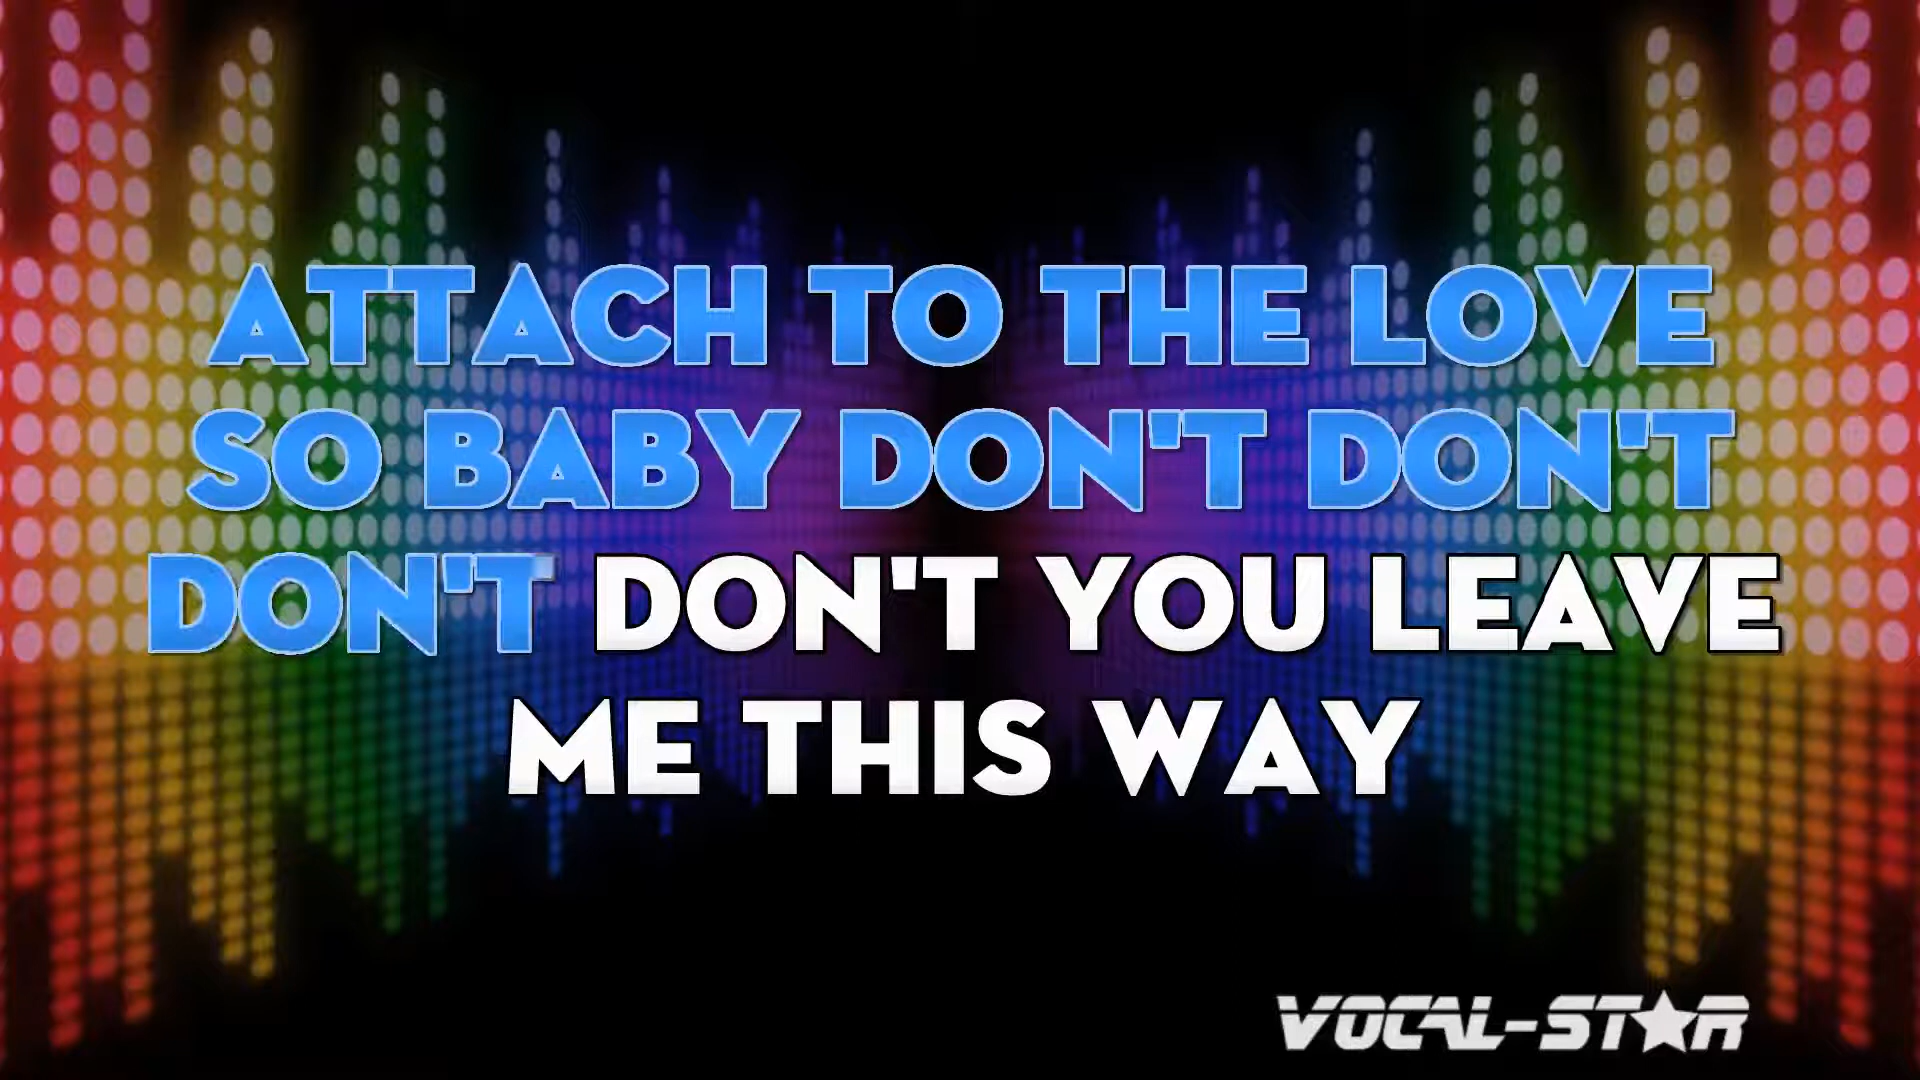 ATTACH TO THE LOVE
SO BABY DON'T DON'T
DON'T DON'T YOU LEAVE
ME THIS WAY
VOCAL-STAR